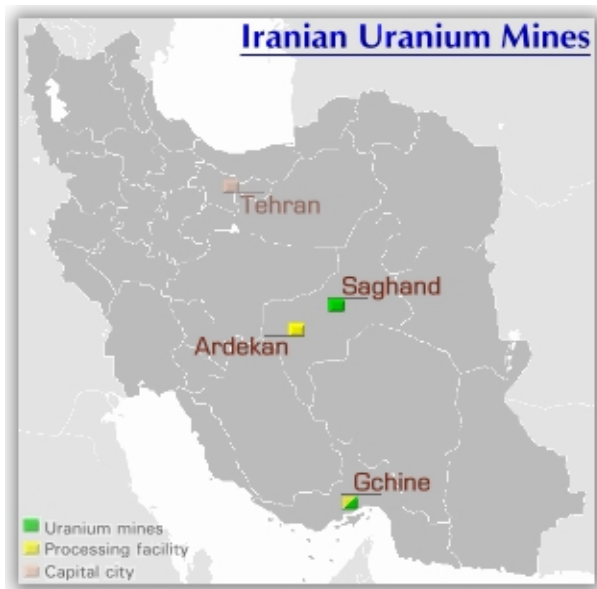 Iranian Uranium Mines
Tehran
Saghand
Ardekan
Gchine
Uranium mines
Processing facility
Capital city